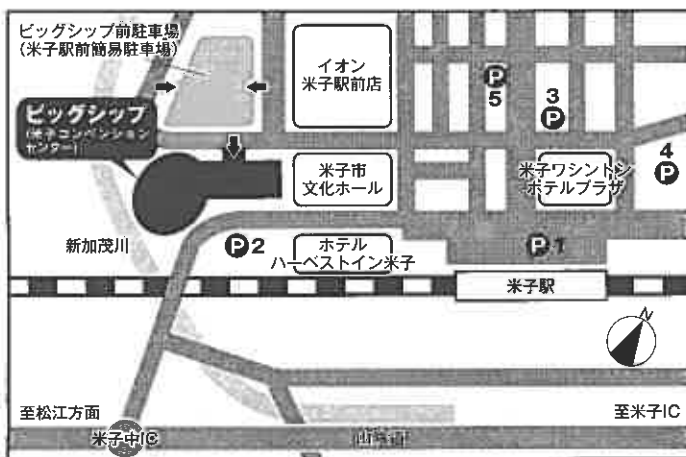 ビッグシップ前駐車場
(米子駅前簡易駐車場)
イオン
米子駅前店
P
5
3
P
ビッグシップ
(米子コンベンション
センター)
4
P
米子市
文化ホール
米子ワシントン
ホテルプラザ
新加茂川
P2
ホテル
ハーベストイン米子
P1
米子駅
N
至松江方面
至米子IC
米子中IC